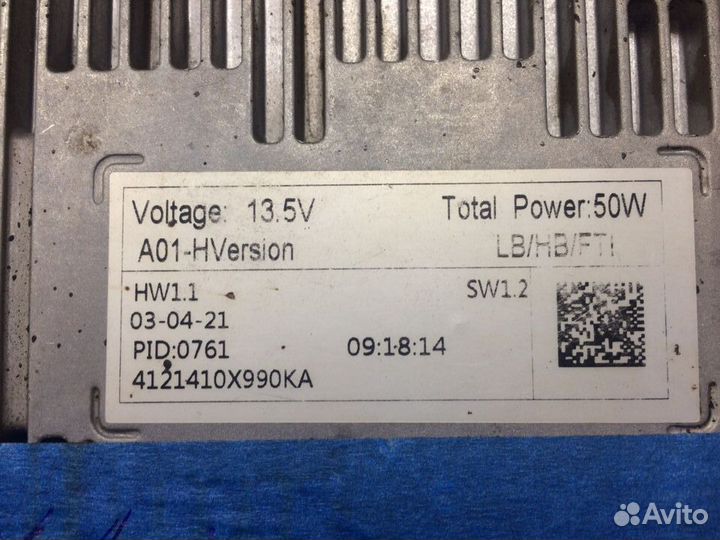 Voltage: 13.5V Total Power:50W
A01-HVersion LB/HB/FTI
HW1.1 SW1.2
03-04-21
PID:0761 09:18:14
4121410X990KA
Avito